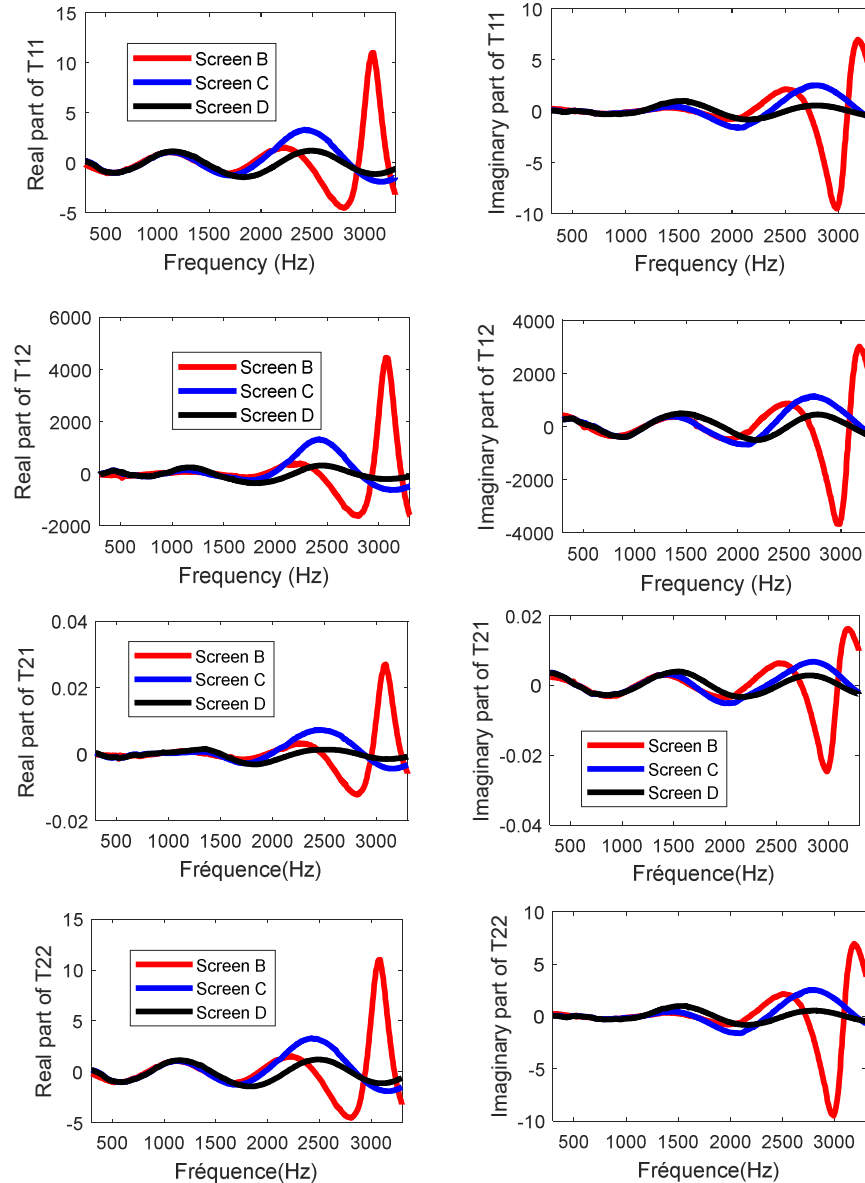 Real part of T11
15
10
5
0
-5
Screen B
Screen C
Screen D
500 1000 1500 2000 2500 3000
Frequency (Hz)
Imaginary part of T11
10
5
0
-5
-10
500 1000 1500 2000 2500 3000
Frequency (Hz)
Real part of T12
6000
4000
2000
0
-2000
Screen B
Screen C
Screen D
500 1000 1500 2000 2500 3000
Frequency (Hz)
Imaginary part of T12
4000
2000
0
-2000
-4000
500 1000 1500 2000 2500 3000
Frequency (Hz)
Real part of T21
0.04
0.02
0
-0.02
Screen B
Screen C
Screen D
500 1000 1500 2000 2500 3000
Fréquence(Hz)
Imaginary part of T21
0.02
0
-0.02
-0.04
Screen B
Screen C
Screen D
500 1000 1500 2000 2500 3000
Fréquence(Hz)
Real part of T22
15
10
5
0
-5
Screen B
Screen C
Screen D
500 1000 1500 2000 2500 3000
Fréquence(Hz)
Imaginary part of T22
10
5
0
-5
-10
500 1000 1500 2000 2500 3000
Fréquence(Hz)